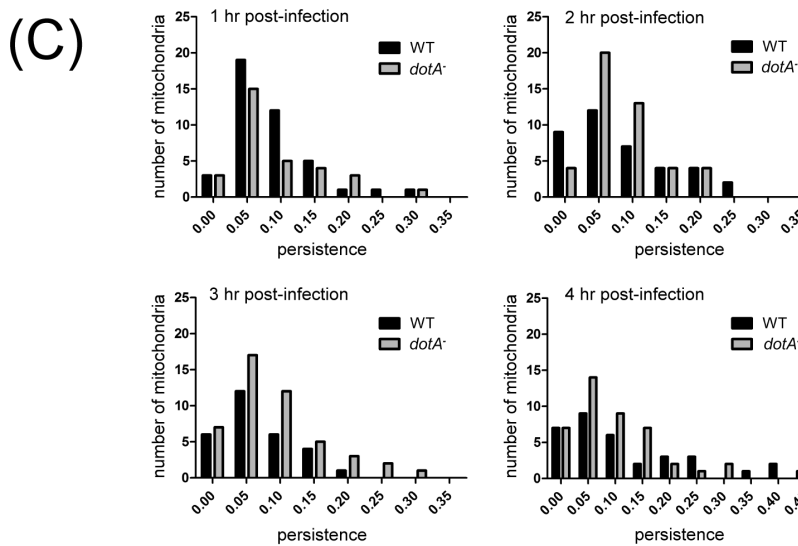 (C)
1 hr post-infection
number of mitochondria
25
20
15
10
5
0
WT
dotA-
0.00 0.05 0.10 0.15 0.20 0.25 0.30 0.35
persistence
2 hr post-infection
number of mitochondria
25
20
15
10
5
0
WT
dotA-
0.00 0.05 0.10 0.15 0.20 0.25 0.30
persistence
3 hr post-infection
number of mitochondria
25
20
15
10
5
0
WT
dotA-
0.00 0.05 0.10 0.15 0.20 0.25 0.30 0.35
persistence
4 hr post-infection
number of mitochondria
25
20
15
10
5
0
WT
dotA-
0.00 0.05 0.10 0.15 0.20 0.25 0.30 0.35 0.40
persistence